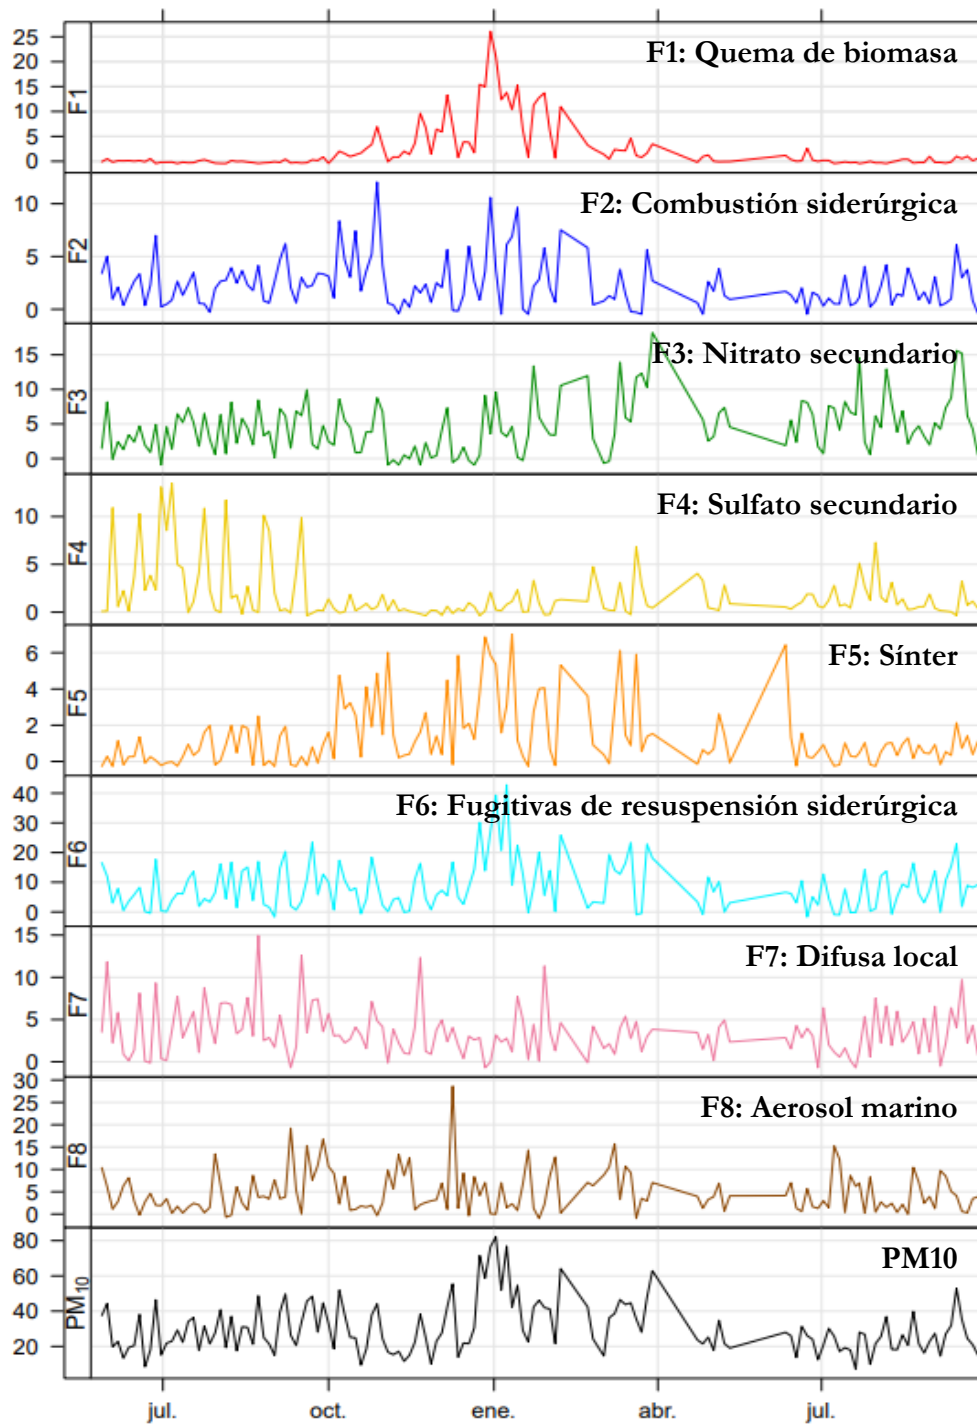 F1: Quema de biomasa
25
20
15
10
5
0
F1
F2: Combustión siderúrgica
10
5
0
F2
F3: Nitrato secundario
15
10
5
0
F3
F4: Sulfato secundario
10
5
0
F4
F5: Sínter
6
4
2
0
F5
F6: Fugitivas de resuspensión siderúrgica
40
30
20
10
0
F6
F7: Difusa local
15
10
5
0
F7
F8: Aerosol marino
30
25
20
15
10
5
0
F8
PM10
80
60
40
20
PM₁₀
jul. oct. ene. abr. jul.